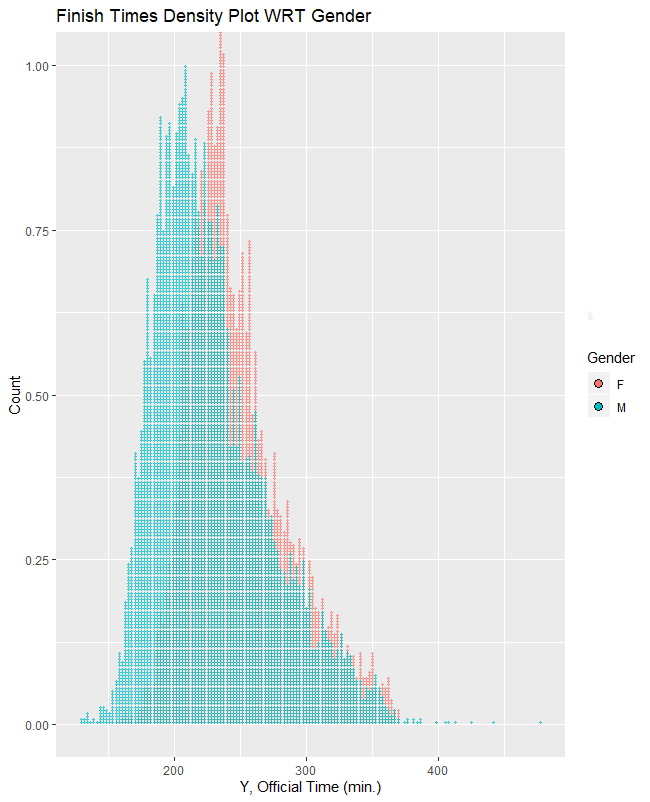 Finish Times Density Plot WRT Gender
1.00
0.75
0.50
0.25
0.00
Count
200 300 400
Y, Official Time (min.)
Gender
F
M